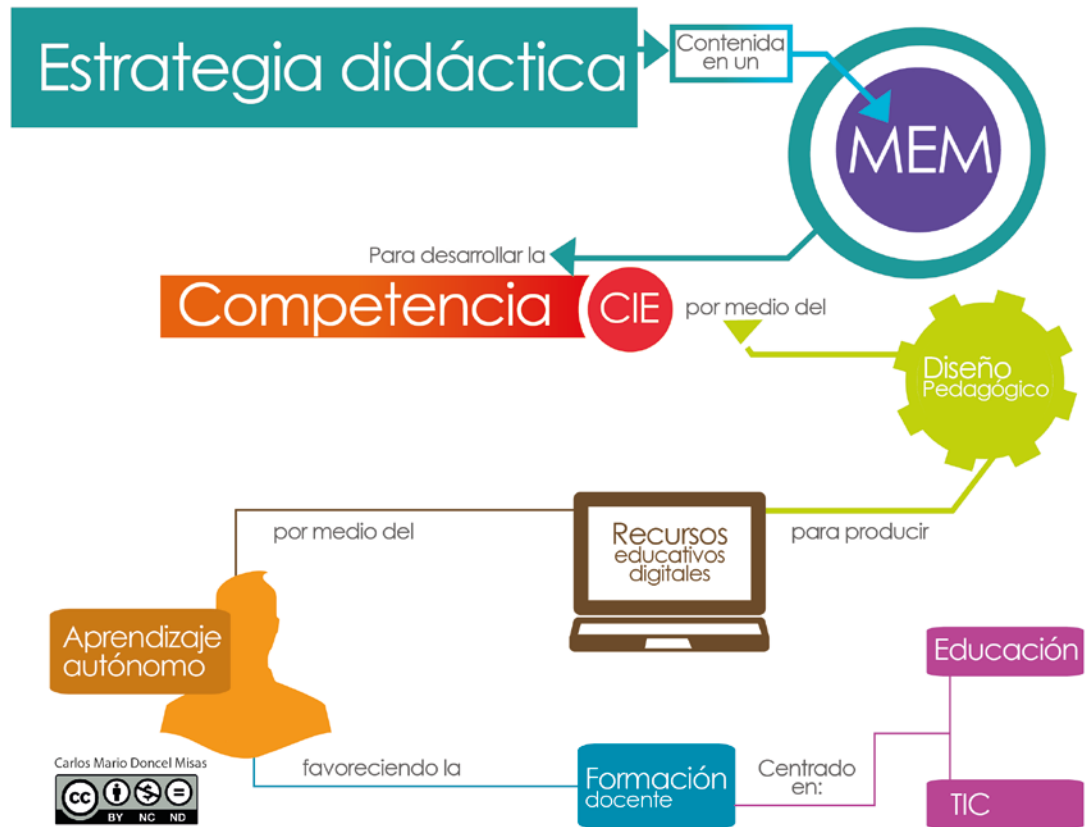 Estrategia didáctica
Contenida
en un
MEM
Para desarrollar la
Competencia
CIE
por medio del
Diseño
Pedagógico
por medio del
Recursos
educativos
digitales
para producir
Aprendizaje
autónomo
Educación
Carlos Mario Doncel Misas
cc
BY NC ND
favoreciendo la
Formación
docente
Centrado
en:
TIC